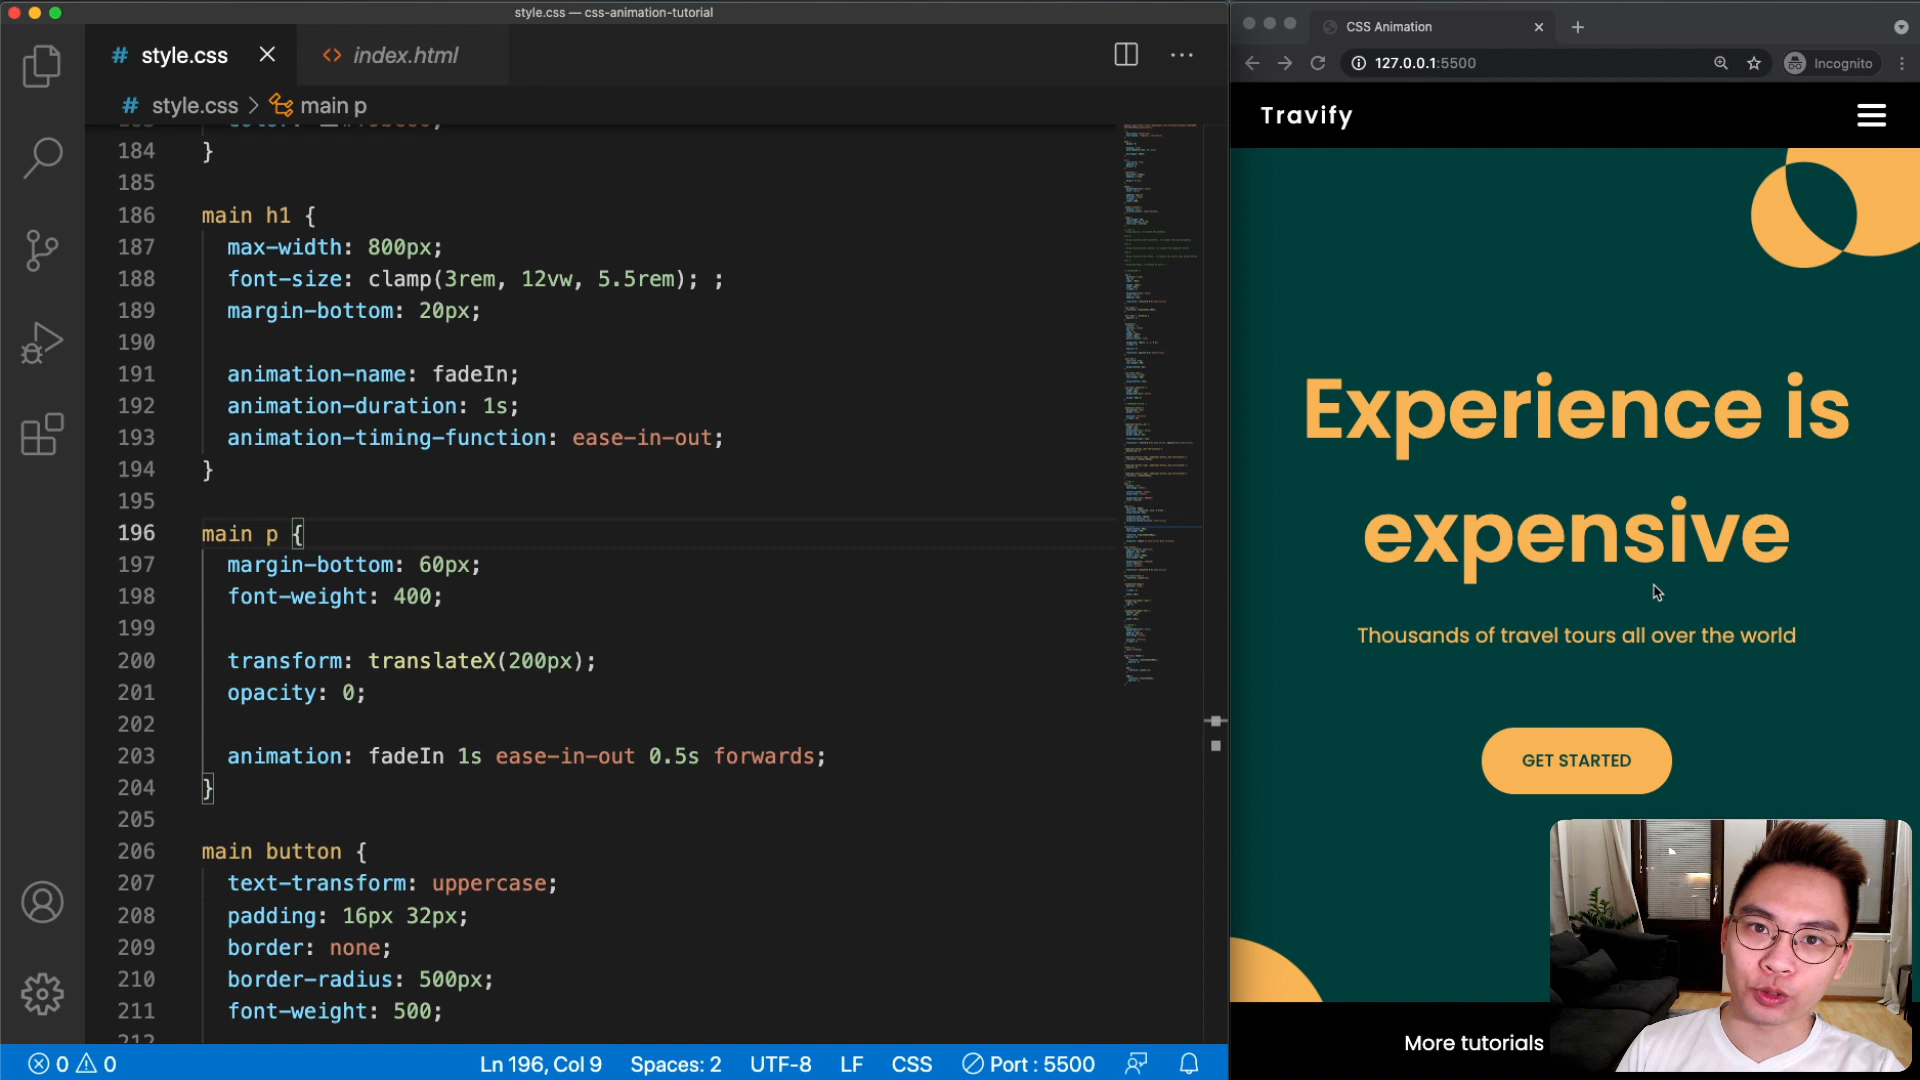 style.css — css-animation-tutorial
# style.css
<> index.html
# style.css > main p
184 }
185
186 main h1 {
187 max-width: 800px;
188 font-size: clamp(3rem, 12vw, 5.5rem); ;
189 margin-bottom: 20px;
190
191 animation-name: fadeIn;
192 animation-duration: 1s;
193 animation-timing-function: ease-in-out;
194 }
195
196 main p {
197 margin-bottom: 60px;
198 font-weight: 400;
199
200 transform: translateX(200px);
201 opacity: 0;
202
203 animation: fadeIn 1s ease-in-out 0.5s forwards;
204 }
205
206 main button {
207 text-transform: uppercase;
208 padding: 16px 32px;
209 border: none;
210 border-radius: 500px;
211 font-weight: 500;
0 0 Ln 196, Col 9 Spaces: 2 UTF-8 LF CSS Port : 5500
CSS Animation
127.0.0.1:5500
Incognito
Travify
Experience is
expensive
Thousands of travel tours all over the world
GET STARTED
More tutorials